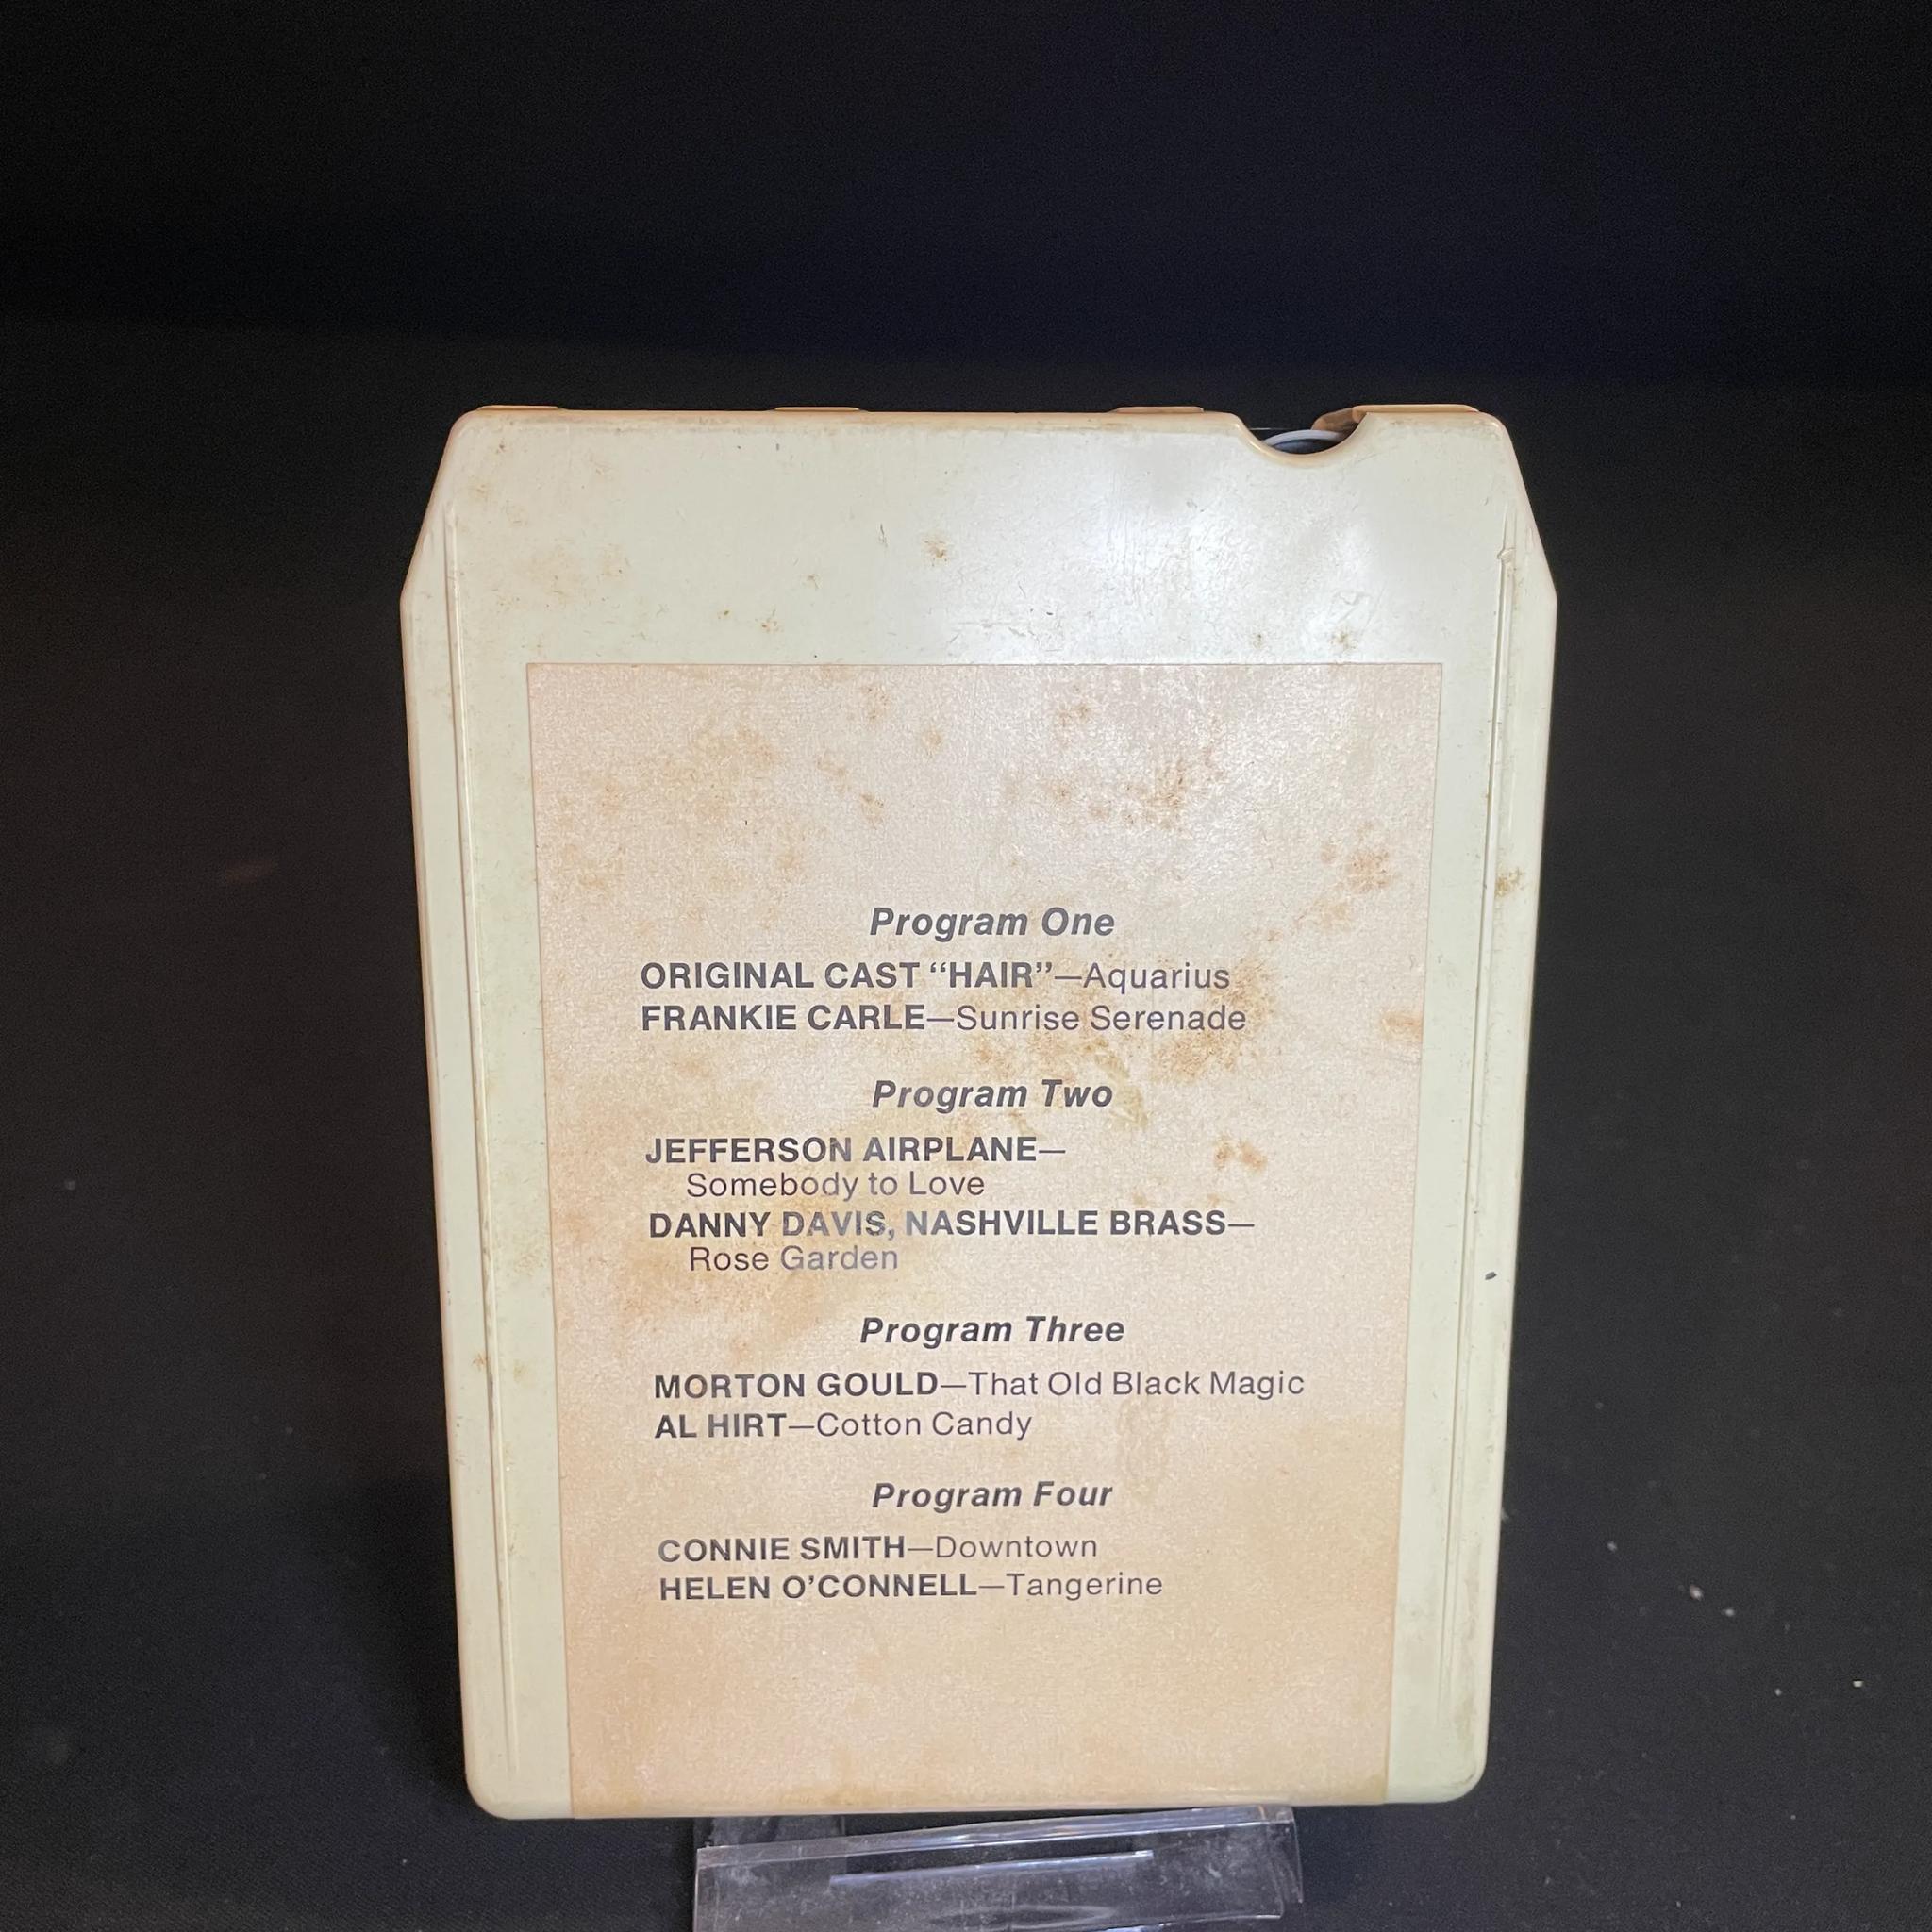 Program One
ORIGINAL CAST “HAIR”—Aquarius
FRANKIE CARLE—Sunrise Serenade
Program Two
JEFFERSON AIRPLANE—
Somebody to Love
DANNY DAVIS, NASHVILLE BRASS—
Rose Garden
Program Three
MORTON GOULD—That Old Black Magic
AL HIRT—Cotton Candy
Program Four
CONNIE SMITH—Downtown
HELEN O’CONNELL—Tangerine